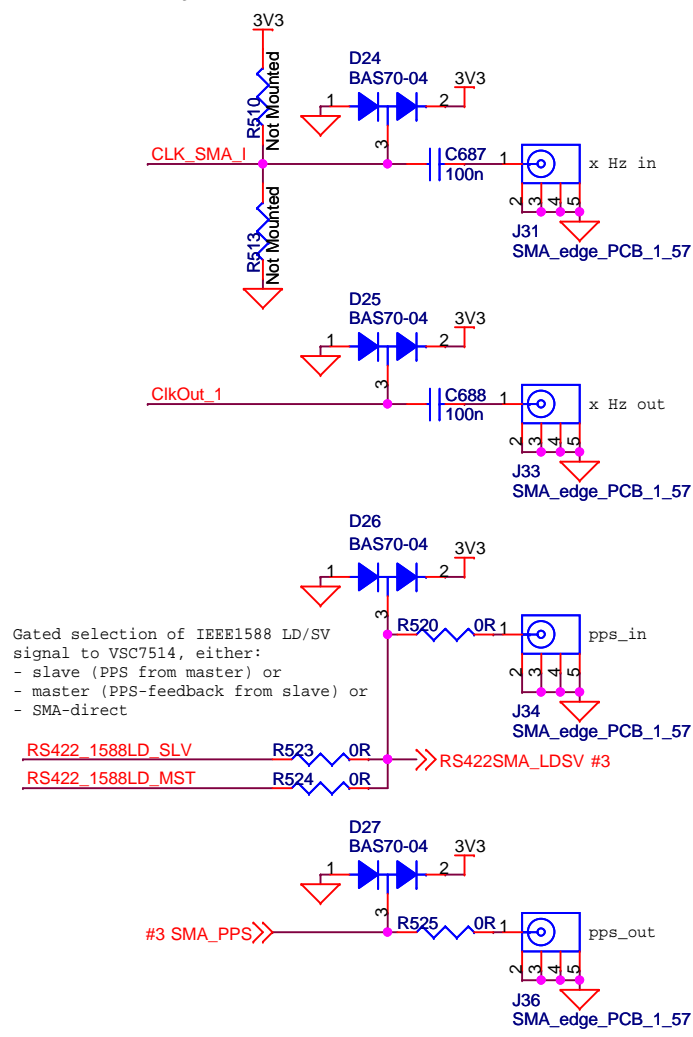 3V3
R510
Not Mounted
D24
BAS70-04
1
2
3V3
3
CLK_SMA_I
C687
100n
1
x Hz in
2
3
4
5
J31
SMA_edge_PCB_1_57
R513
Not Mounted
D25
BAS70-04
1
2
3V3
3
ClkOut_1
C688
100n
1
x Hz out
2
3
4
5
J33
SMA_edge_PCB_1_57
D26
BAS70-04
1
2
3V3
3
R520
0R
1
pps_in
2
3
4
5
J34
SMA_edge_PCB_1_57
Gated selection of IEEE1588 LD/SV
signal to VSC7514, either:
- slave (PPS from master) or
- master (PPS-feedback from slave) or
- SMA-direct
RS422_1588LD_SLV
R523
0R
RS422SMA_LDSV #3
RS422_1588LD_MST
R524
0R
D27
BAS70-04
1
2
3V3
3
#3 SMA_PPS
R525
0R
1
pps_out
2
3
4
5
J36
SMA_edge_PCB_1_57